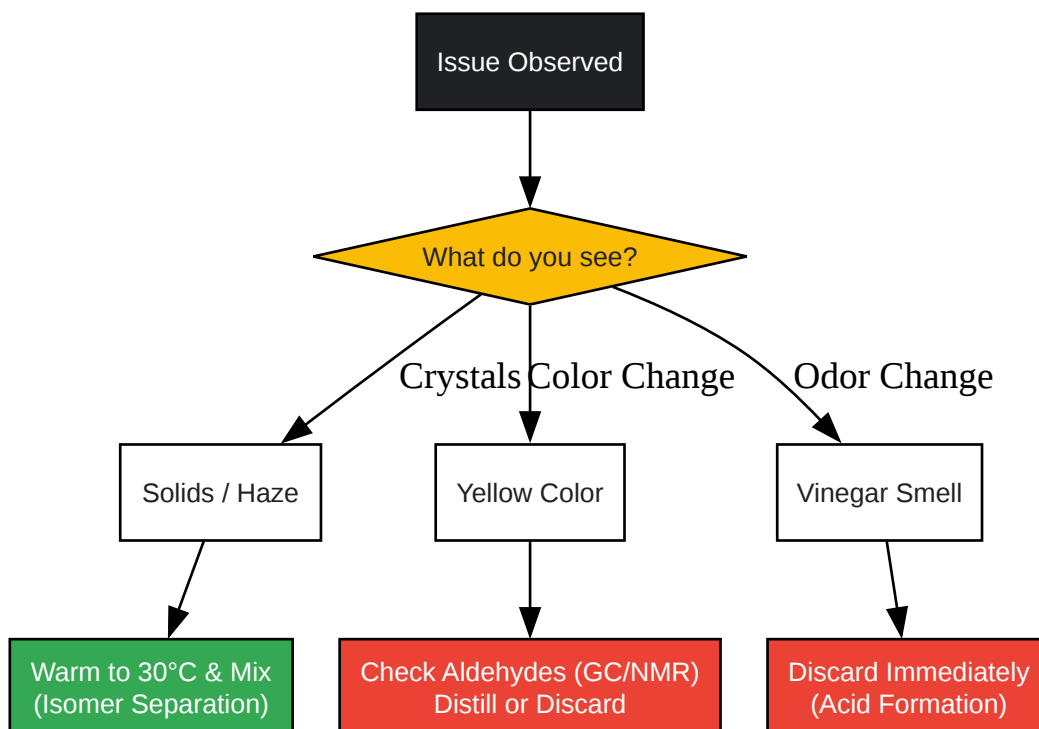 Issue Observed
What do you see?
Crystals
Color Change
Odor Change
Solids / Haze
Yellow Color
Vinegar Smell
Warm to 30°C & Mix
(Isomer Separation)
Check Aldehydes (GC/NMR)
Distill or Discard
Discard Immediately
(Acid Formation)